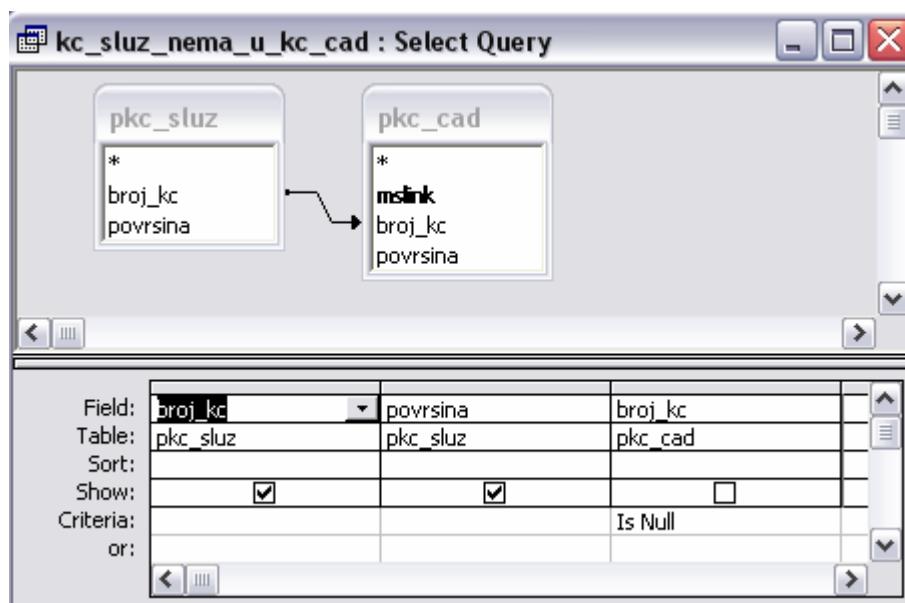 kc_sluz_nema_u_kc_cad : Select Query
pkc_sluz
*
broj_kc
povrsina
pkc_cad
*
mslink
broj_kc
povrsina
Field: broj_kc povrsina broj_kc
Table: pkc_sluz pkc_sluz pkc_cad
Sort:
Show:
Criteria: Is Null
or: